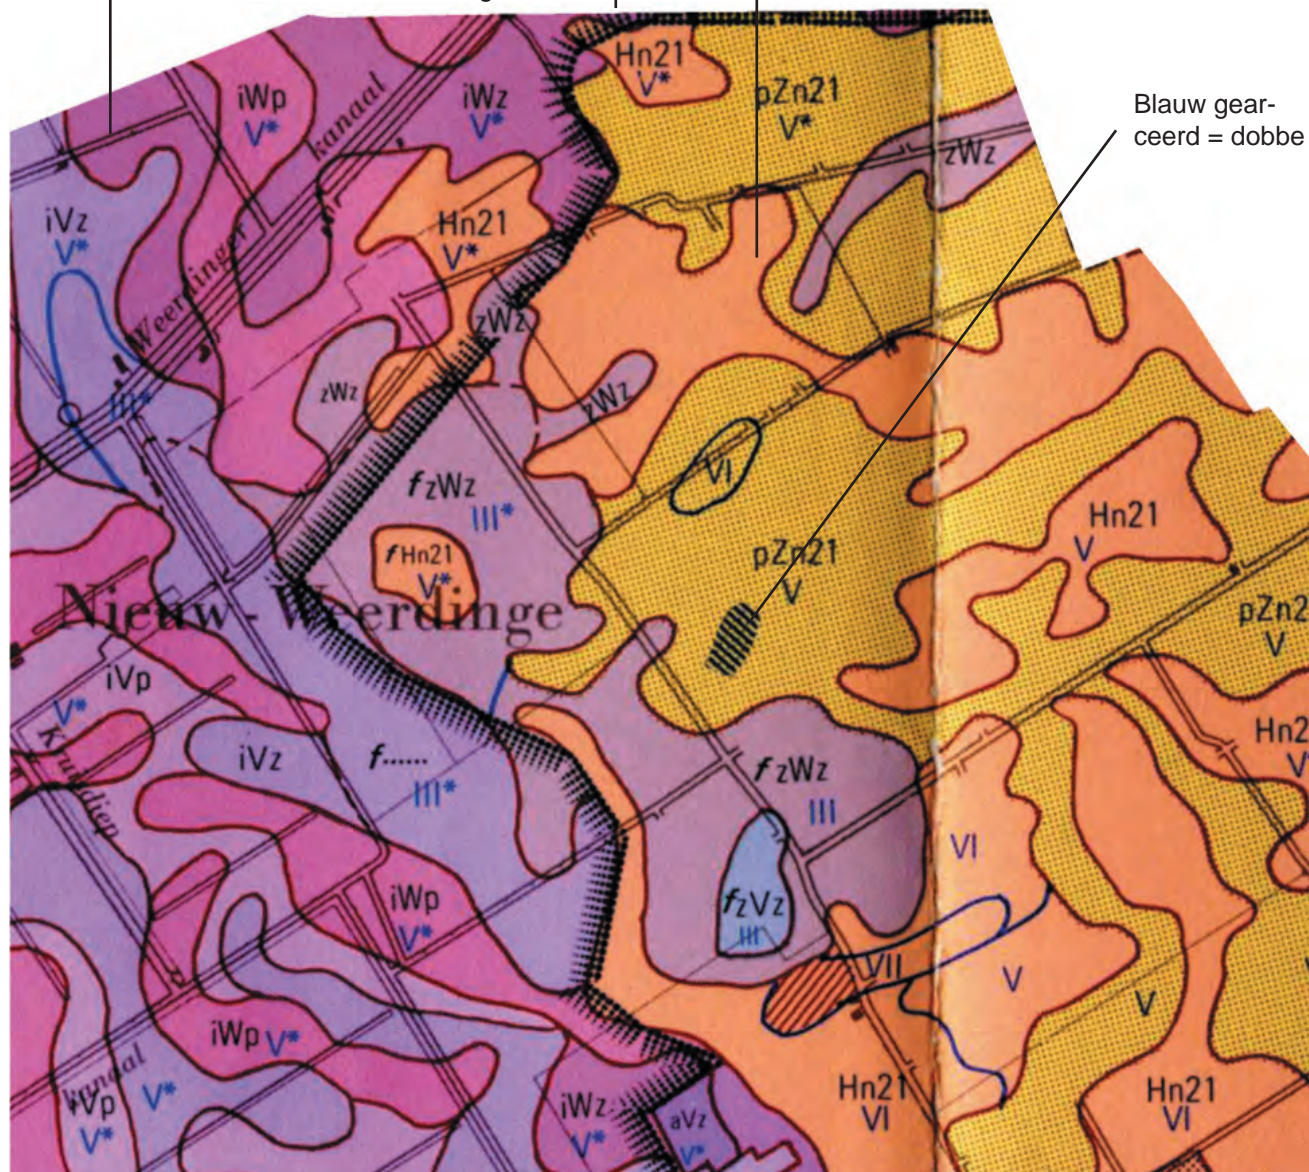 Hn21
V*
iWp
V*
iWz
V*
pZn21
V*
Blauw gear-
ceerd = dobbe
kanaal
zWz
iVz
V*
Hn21
V*
Weerdinger
zWz
zWz
zWz
III*
VI
fzWz
III*
Hn21
V
fHn21
V*
pZn21
V
Nieuw-Weerdinge
V
iVp
V*
Kruisdiep
iVz
f......
III*
fzWz
III
VI
iWp
V*
fzVz
III
VII
V
V
iWp V*
kanaal
iVp
V*
V*
iWz
V*
aVz
V*
Hn21
VI
Hn21
VI